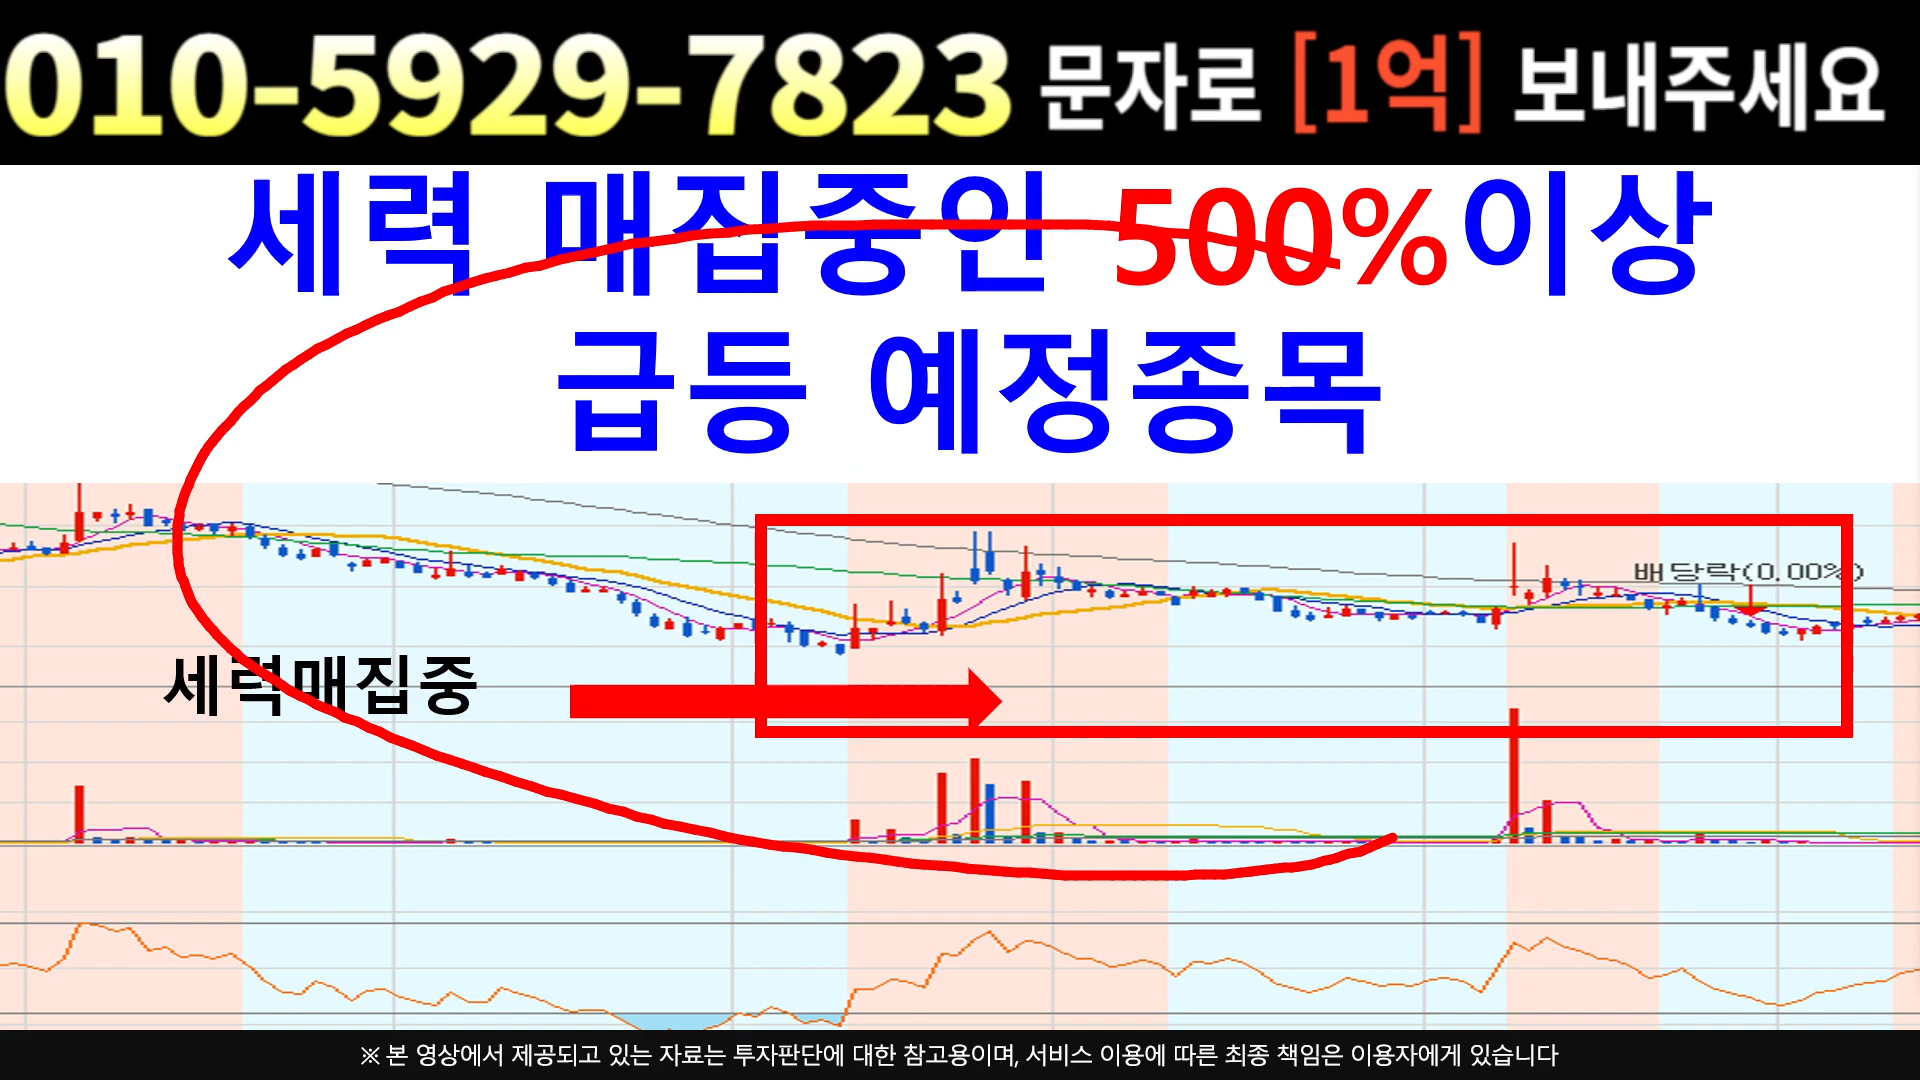 010-5929-7823 문자로 [1억] 보내주세요
세력 매집중인 500%이상
급등 예정종목
배당락(0.00%)
세력매집중
※ 본 영상에서 제공되고 있는 자료는 투자판단에 대한 참고용이며, 서비스 이용에 따른 최종 책임은 이용자에게 있습니다